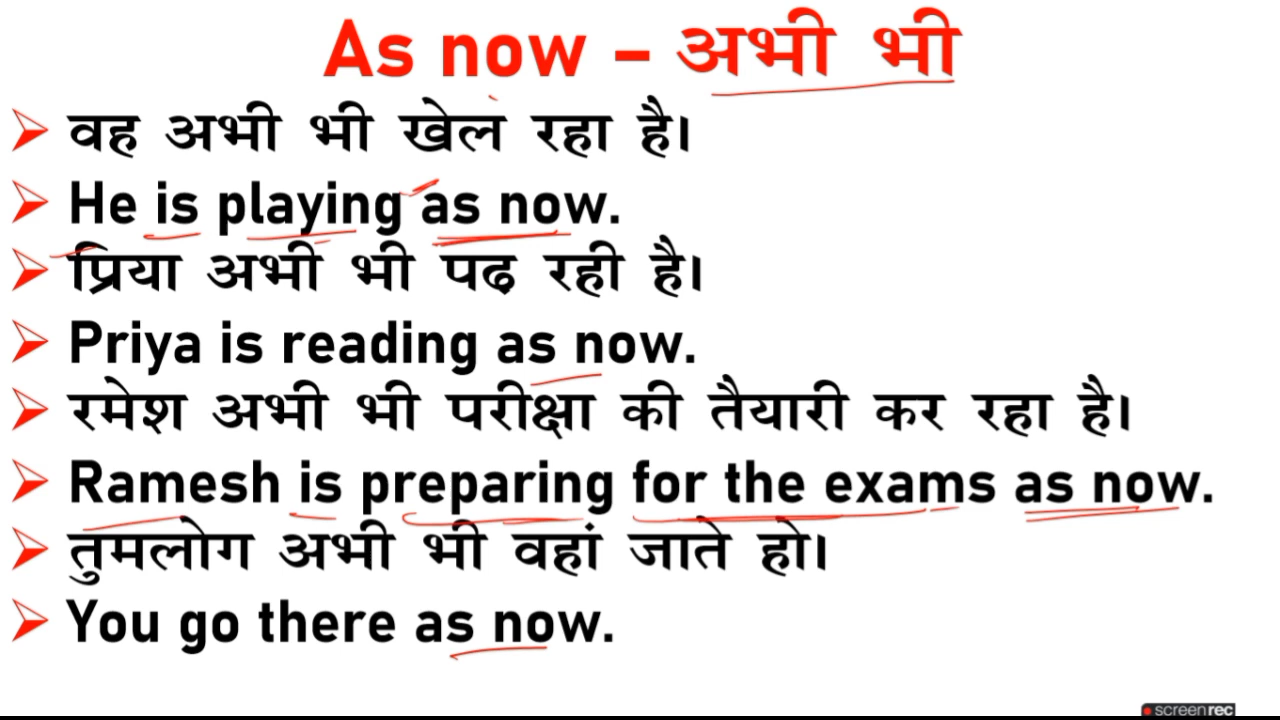 As now – अभी भी
➢ वह अभी भी खेल रहा है।
➢ He is playing as now.
➢ प्रिया अभी भी पढ़ रही है।
➢ Priya is reading as now.
➢ रमेश अभी भी परीक्षा की तैयारी कर रहा है।
➢ Ramesh is preparing for the exams as now.
➢ तुमलोग अभी भी वहां जाते हो।
➢ You go there as now.
screenrec